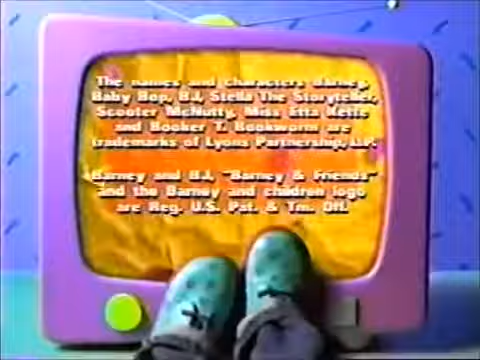 The names and characters Barney,
Baby Bop, BJ, Stella The Storyteller,
Scooter McNutty, Miss Etta Kette
and Booker T. Bookworm are
trademarks of Lyons Partnership, L.P.
Barney and BJ, "Barney & Friends"
and the Barney and children logo
are Reg. U.S. Pat. & Tm. Off.